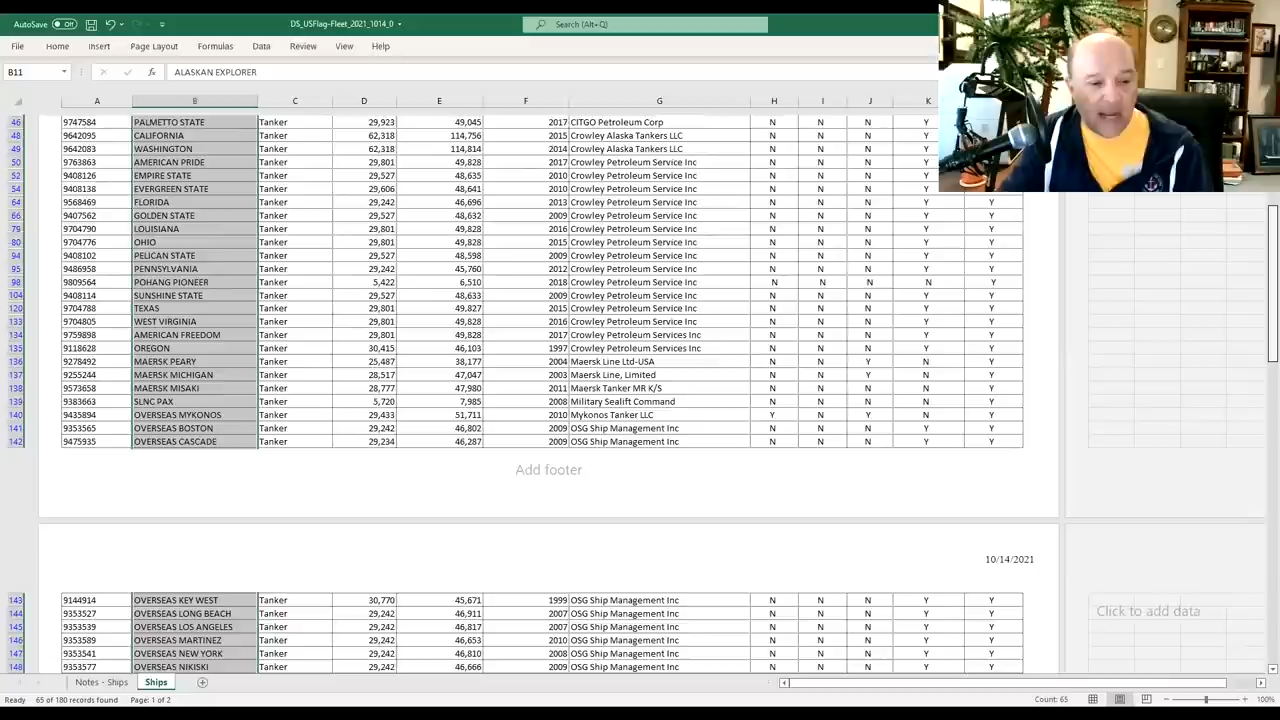 AutoSave Off DS_USFlag-Fleet_2021_1014_0 Search (Alt+Q)
File Home Insert Page Layout Formulas Data Review View Help
B11 fx ALASKAN EXPLORER
A B C D E F G H I J K
46 9747584 PALMETTO STATE Tanker 29,923 49,045 2017 CITGO Petroleum Corp N N N Y
48 9642095 CALIFORNIA Tanker 62,318 114,756 2015 Crowley Alaska Tankers LLC N N N Y
49 9642083 WASHINGTON Tanker 62,318 114,814 2014 Crowley Alaska Tankers LLC N N N Y
50 9763863 AMERICAN PRIDE Tanker 29,801 49,828 2017 Crowley Petroleum Service Inc N N N Y
52 9408126 EMPIRE STATE Tanker 29,527 48,635 2010 Crowley Petroleum Service Inc N N N Y
54 9408138 EVERGREEN STATE Tanker 29,606 48,641 2010 Crowley Petroleum Service Inc N N N Y
64 9568469 FLORIDA Tanker 29,242 46,696 2013 Crowley Petroleum Service Inc N N N Y Y
66 9407562 GOLDEN STATE Tanker 29,527 48,632 2009 Crowley Petroleum Service Inc N N N Y Y
79 9704790 LOUISIANA Tanker 29,801 49,828 2016 Crowley Petroleum Service Inc N N N Y Y
80 9704776 OHIO Tanker 29,801 49,828 2015 Crowley Petroleum Service Inc N N N Y Y
94 9408102 PELICAN STATE Tanker 29,527 48,598 2009 Crowley Petroleum Service Inc N N N Y Y
95 9486958 PENNSYLVANIA Tanker 29,242 45,760 2012 Crowley Petroleum Service Inc N N N Y Y
98 9809564 POHANG PIONEER Tanker 5,422 6,510 2018 Crowley Petroleum Service Inc N N N N Y
104 9408114 SUNSHINE STATE Tanker 29,527 48,633 2009 Crowley Petroleum Service Inc N N N Y Y
120 9704788 TEXAS Tanker 29,801 49,827 2015 Crowley Petroleum Service Inc N N N Y Y
133 9704805 WEST VIRGINIA Tanker 29,801 49,828 2016 Crowley Petroleum Service Inc N N N Y Y
134 9759898 AMERICAN FREEDOM Tanker 29,801 49,828 2017 Crowley Petroleum Services Inc N N N Y Y
135 9118628 OREGON Tanker 30,415 46,103 1997 Crowley Petroleum Services Inc N N N Y Y
136 9278492 MAERSK PEARY Tanker 25,487 38,177 2004 Maersk Line Ltd-USA N N Y N Y
137 9255244 MAERSK MICHIGAN Tanker 28,517 47,047 2003 Maersk Line, Limited N N Y N Y
138 9573658 MAERSK MISAKI Tanker 28,777 47,980 2011 Maersk Tanker MR K/S N N N N Y
139 9383663 SLNC PAX Tanker 5,720 7,985 2008 Military Sealift Command N N N N Y
140 9435894 OVERSEAS MYKONOS Tanker 29,433 51,711 2010 Mykonos Tanker LLC Y N Y N Y
141 9353565 OVERSEAS BOSTON Tanker 29,242 46,802 2009 OSG Ship Management Inc N N N Y Y
142 9475935 OVERSEAS CASCADE Tanker 29,234 46,287 2009 OSG Ship Management Inc N N N Y Y
Add footer
10/14/2021
143 9144914 OVERSEAS KEY WEST Tanker 30,770 45,671 1999 OSG Ship Management Inc N N N Y Y
144 9353527 OVERSEAS LONG BEACH Tanker 29,242 46,911 2007 OSG Ship Management Inc N N N Y Y
Click to add data
145 9353539 OVERSEAS LOS ANGELES Tanker 29,242 46,817 2007 OSG Ship Management Inc N N N Y Y
146 9353589 OVERSEAS MARTINEZ Tanker 29,242 46,653 2010 OSG Ship Management Inc N N N Y Y
147 9353541 OVERSEAS NEW YORK Tanker 29,242 46,810 2008 OSG Ship Management Inc N N N Y Y
148 9353577 OVERSEAS NIKISKI Tanker 29,242 46,666 2009 OSG Ship Management Inc N N N Y Y
Notes - Ships Ships
Ready 65 of 180 records found Page: 1 of 2 Count: 65 100%